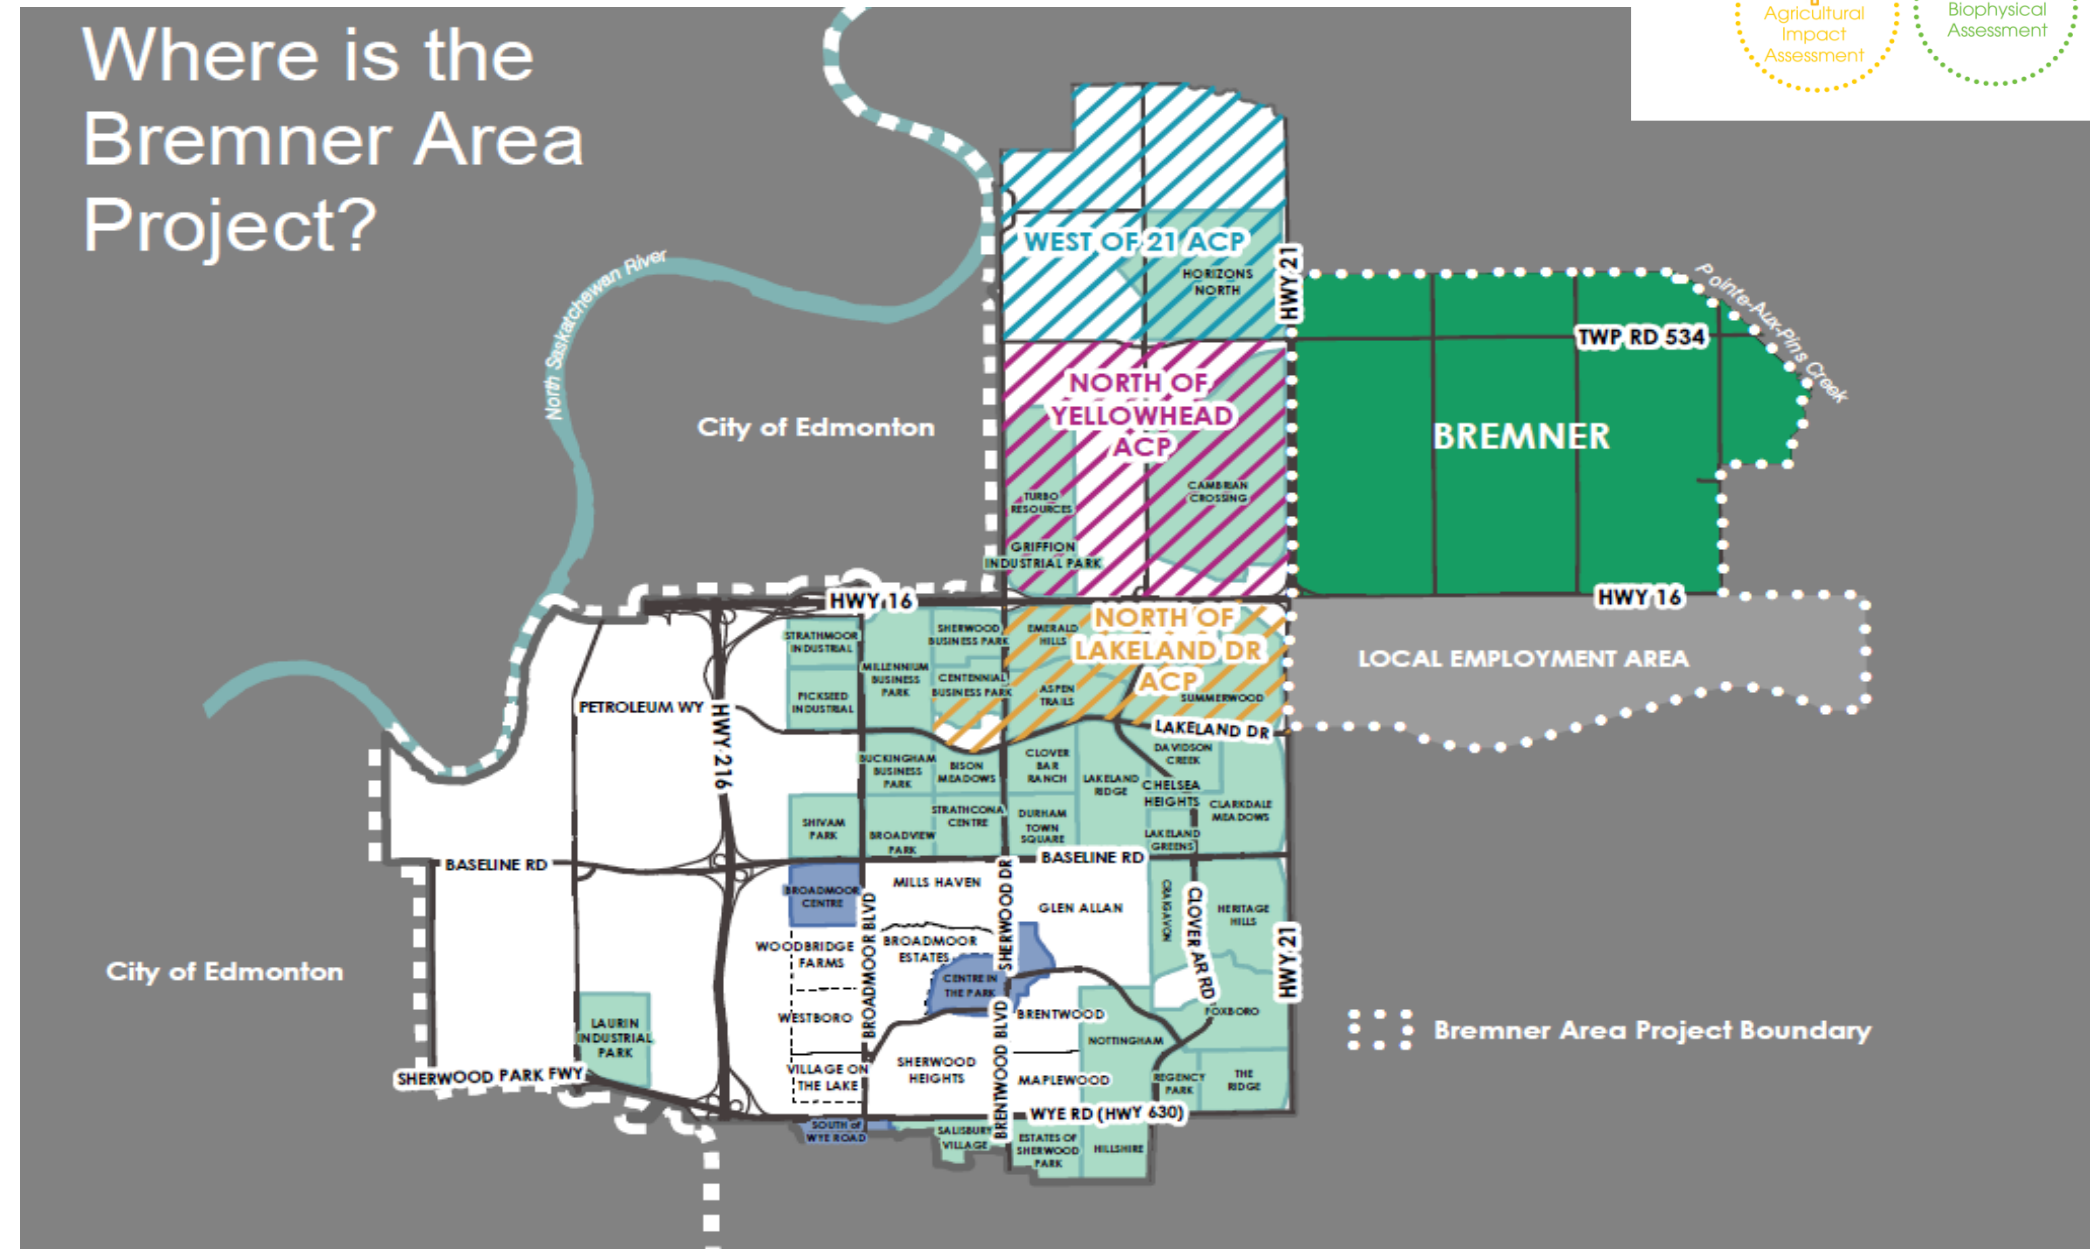 Where is the
Bremner Area
Project?
Agricultural
Impact
Assessment
Biophysical
Assessment
North Saskatchewan River
WEST OF 21 ACP
HORIZONS
NORTH
HWY 21
Pointe-Aux-Pins Creek
TWP RD 534
NORTH OF
YELLOWHEAD
ACP
City of Edmonton
BREMNER
TURBO
RESOURCES
CAMBRIAN
CROSSING
GRIFFION
INDUSTRIAL PARK
HWY 16
HWY 16
STRATHMOOR
INDUSTRIAL
SHERWOOD
BUSINESS PARK
EMERALD
HILLS
NORTH OF
LAKELAND DR
ACP
LOCAL EMPLOYMENT AREA
MILLENNIUM
BUSINESS
PARK
CENTENNIAL
BUSINESS PARK
PICKSEED
INDUSTRIAL
ASPEN
TRAILS
SUMMERWOOD
PETROLEUM WY
HWY 216
LAKELAND DR
BUCKINGHAM
BUSINESS
PARK
BISON
MEADOWS
CLOVER
BAR
RANCH
LAKELAND
RIDGE
DAVIDSON
CREEK
CHELSEA
HEIGHTS
CLARKDALE
MEADOWS
SHIVAM
PARK
BROADVIEW
PARK
STRATHCONA
CENTRE
DURHAM
TOWN
SQUARE
LAKELAND
GREENS
BASELINE RD
BASELINE RD
BROADMOOR
CENTRE
MILLS HAVEN
SHERWOOD DR
GLEN ALLAN
CRAIGAVON
CLOVER AR RD
HERITAGE
HILLS
HWY 21
WOODBRIDGE
FARMS
BROADMOOR BLVD
BROADMOOR
ESTATES
CENTRE IN
THE PARK
City of Edmonton
WESTBORO
BRENTWOOD BLVD
BRENTWOOD
FOXBORO
LAURIN
INDUSTRIAL
PARK
NOTTINGHAM
Bremner Area Project Boundary
VILLAGE ON
THE LAKE
SHERWOOD
HEIGHTS
MAPLEWOOD
REGENCY
PARK
THE
RIDGE
SHERWOOD PARK FWY
WYE RD (HWY 630)
SOUTH of
WYE ROAD
SALISBURY
VILLAGE
ESTATES OF
SHERWOOD
PARK
HILLSHIRE